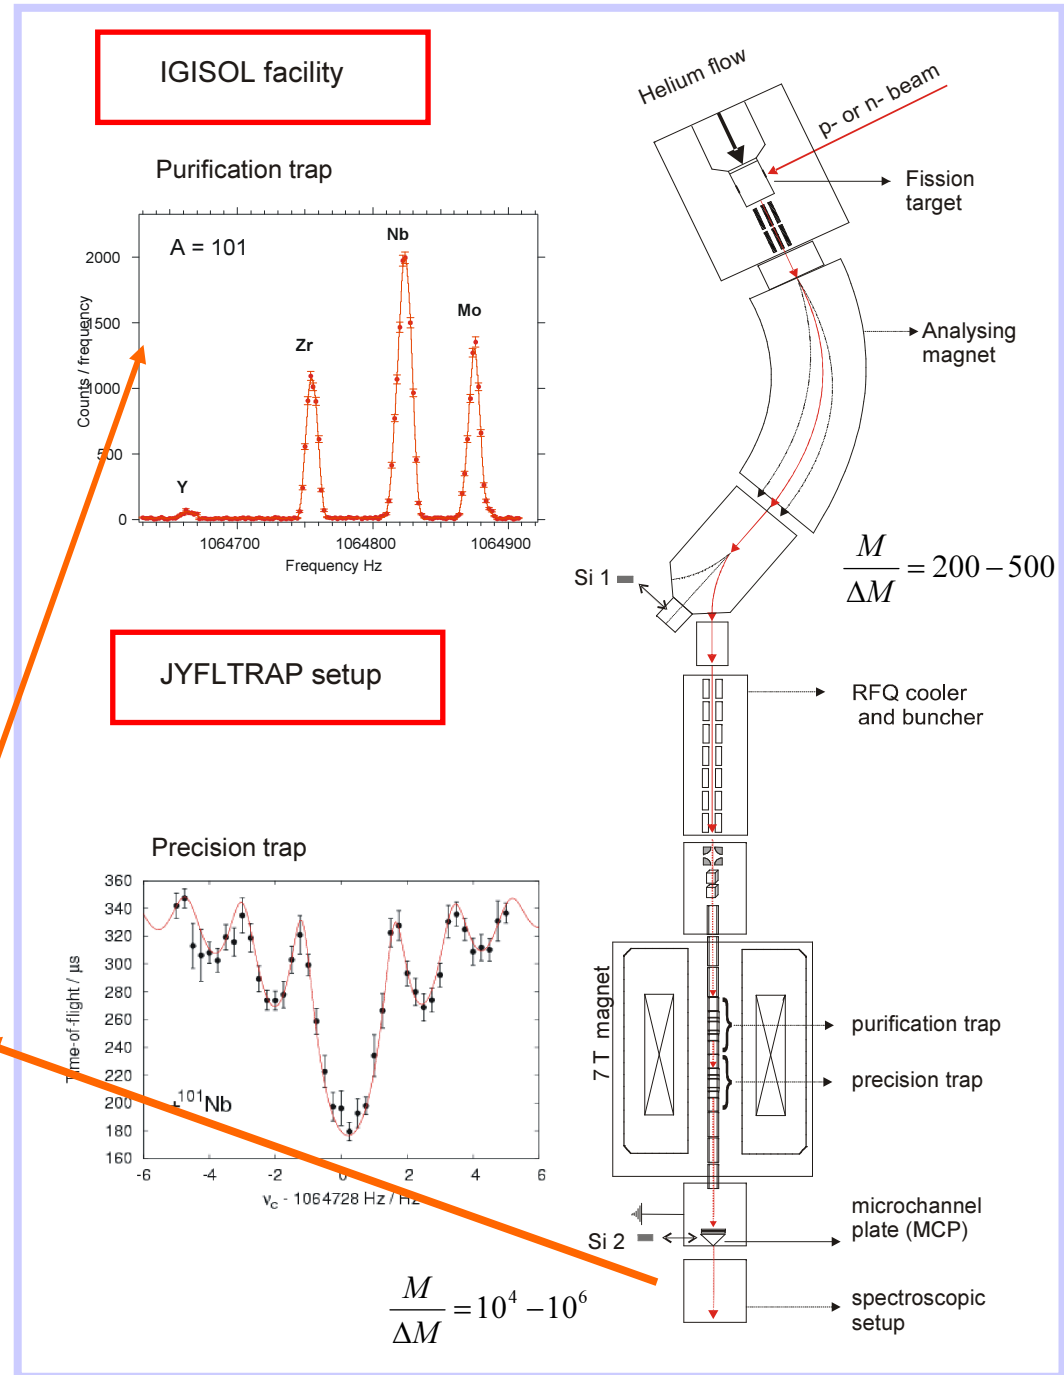 IGISOL facility
Purification trap
A = 101
Nb
Mo
Zr
Y
2000
1500
1000
500
0
Counts / frequency
1064700
1064800
1064900
Frequency Hz
JYFLTRAP setup
Precision trap
360
340
320
300
280
260
240
220
200
180
160
Time-of-flight / µs
101Nb
-6
-4
-2
0
2
4
6
νc - 1064728 Hz / Hz
M/ΔM = 10^4 – 10^6
Helium flow
p- or n- beam
Fission
target
Analysing
magnet
M/ΔM = 200 – 500
Si 1
RFQ cooler
and buncher
7 T magnet
purification trap
precision trap
microchannel
plate (MCP)
Si 2
spectroscopic
setup